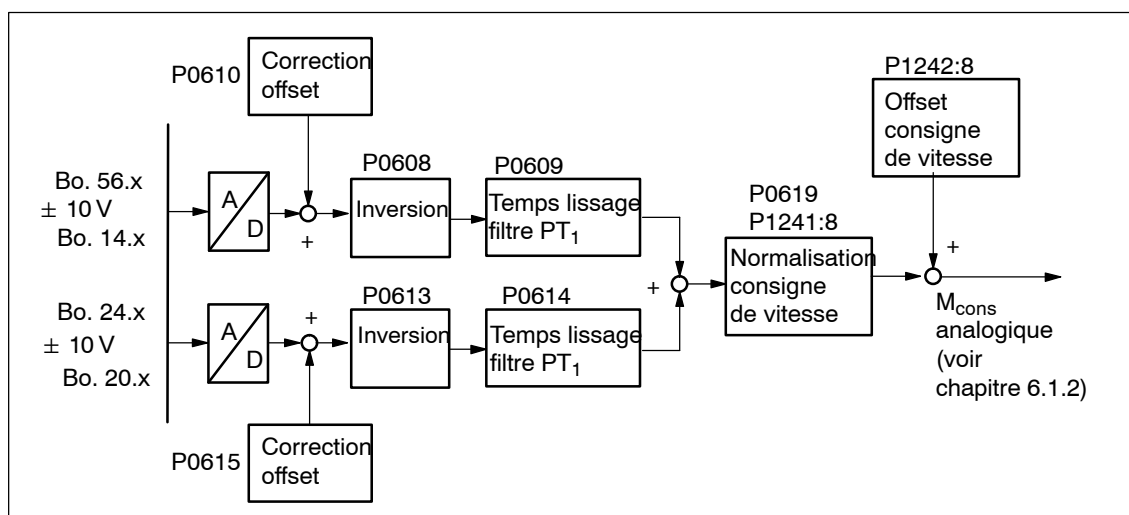 P0610
Correction
offset
P1242:8
Offset
consigne
de vitesse
Bo. 56.x
± 10 V
Bo. 14.x
A
D
+
P0608
Inversion
P0609
Temps lissage
filtre PT1
+
P0619
P1241:8
Normalisation
consigne
de vitesse
+
Mcons
analogique
(voir
chapitre 6.1.2)
Bo. 24.x
± 10 V
Bo. 20.x
A
D
+
P0613
Inversion
P0614
Temps lissage
filtre PT1
P0615
Correction
offset